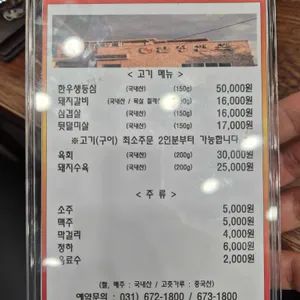 < 고기 메뉴 >
한우생등심 (국내산) (150g) 50,000원
돼지갈비 (국내산 / 목살 (150g) 16,000원
삼겹살 (국내산) (150g) 16,000원
뒷덜미살 (국내산) (150g) 17,000원
※고기(구이) 최소주문 2인분부터 가능합니다.
육회 (국내산) (200g) 30,000원
돼지수육 (국내산) (200g) 25,000원
< 주 류 >
소주 5,000원
맥주 5,000원
막걸리 4,000원
청하 6,000원
음료수 2,000원
(쌀, 배추 : 국내산 / 고춧가루 : 중국산)
예약문의 : 031) 672-1800 / 673-1800